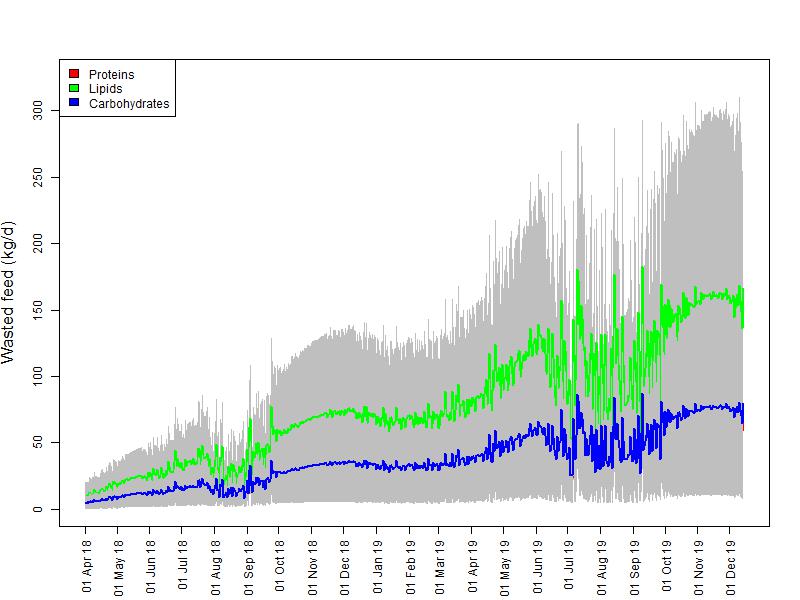 Proteins
Lipids
Carbohydrates
Wasted feed (kg/d)
300
250
200
150
100
50
0
01 Apr 18
01 May 18
01 Jun 18
01 Jul 18
01 Aug 18
01 Sep 18
01 Oct 18
01 Nov 18
01 Dec 18
01 Jan 19
01 Feb 19
01 Mar 19
01 Apr 19
01 May 19
01 Jun 19
01 Jul 19
01 Aug 19
01 Sep 19
01 Oct 19
01 Nov 19
01 Dec 19